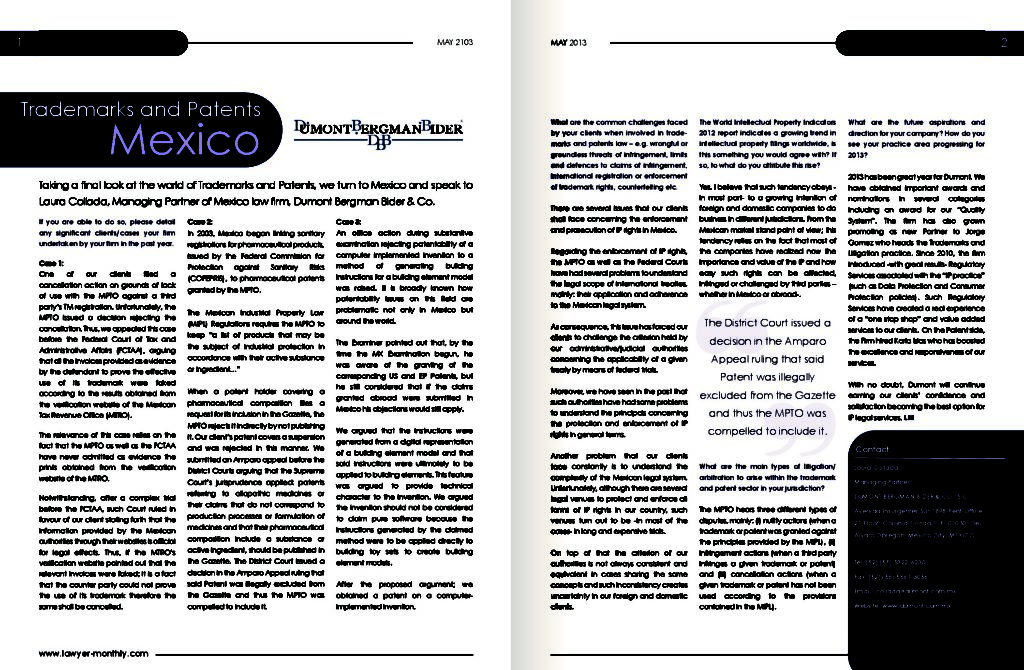 1
MAY 2103
Trademarks and Patents
Mexico
DUMONTBERGMANBIDER
DBB
Taking a final look at the world of Trademarks and Patents, we turn to Mexico and speak to
Laura Collada, Managing Partner of Mexico law firm, Dumont Bergman Bider & Co.
If you are able to do so, please detail
any significant clients/cases your firm
undertaken by your firm in the past year.
Case 1:
One of our clients filed a
cancellation action on grounds of lack
of use with the MPTO against a third
party's TM registration. Unfortunately, the
MPTO issued a decision rejecting the
cancellation. Thus, we appealed this case
before the Federal Court of Tax and
Administrative Affairs (FCTAA), arguing
that all the invoices provided as evidence
by the defendant to prove the effective
use of its trademark were faked
according to the results obtained from
the verification website of the Mexican
Tax Revenue Office (MTRO).
The relevance of this case relies on the
fact that the MPTO as well as the FCTAA
have never admitted as evidence the
prints obtained from the verification
website of the MTRO.
Notwithstanding, after a complex trial
before the FCTAA, such Court ruled in
favour of our client stating forth that the
information provided by the Mexican
authorities through their websites is official
for legal effects. Thus, if the MTRO's
verification website pointed out that the
relevant invoices were faked; it is a fact
that the counter party could not prove
the use of its trademark therefore the
same shall be cancelled.
Case 2:
In 2003, Mexico began linking sanitary
registrations for pharmaceutical products,
issued by the Federal Commission for
Protection against Sanitary Risks
(COFEPRIS), to pharmaceutical patents
granted by the MPTO.
The Mexican Industrial Property Law
(MIPL) Regulations requires the MPTO to
keep "a list of products that may be
the subject of industrial protection in
accordance with their active substance
or ingredient..."
When a patent holder covering a
pharmaceutical composition files a
request for its inclusion in the Gazette, the
MPTO rejects it indirectly by not publishing
it. Our client's patent covers a suspension
and was rejected in this manner. We
submitted an Amparo appeal before the
District Courts arguing that the Supreme
Court's jurisprudence applied: patents
referring to allopathic medicines or
their claims that do not correspond to
production processes or formulation of
medicines and that their pharmaceutical
composition include a substance or
active ingredient, should be published in
the Gazette. The District Court issued a
decision in the Amparo Appeal ruling that
said Patent was illegally excluded from
the Gazette and thus the MPTO was
compelled to include it.
Case 3:
An office action during substantive
examination rejecting patentability of a
computer implemented invention to a
method of generating building
instructions for a building element model
was raised. It is broadly known how
patentability issues on this field are
problematic not only in Mexico but
around the world.
The Examiner pointed out that, by the
time the MX Examination begun, he
was aware of the granting of the
corresponding US and EP Patents, but
he still considered that if the claims
granted abroad were submitted in
Mexico his objections would still apply.
We argued that the instructions were
generated from a digital representation
of a building element model and that
said instructions were ultimately to be
applied to building elements. This feature
was argued to provide technical
character to the invention. We argued
the invention should not be considered
to claim pure software because the
instructions generated by the claimed
method were to be applied directly to
building toy sets to create building
element models.
After the proposed argument; we
obtained a patent on a computer-
implemented invention.
www.lawyer-monthly.com
MAY 2013
2
What are the common challenges faced
by your clients when involved in trade-
marks and patents law – e.g. wrongful or
groundless threats of infringement, limits
and defences to claims of infringement,
international registration or enforcement
of trademark rights, counterfeiting etc.
There are several issues that our clients
shall face concerning the enforcement
and prosecution of IP rights in Mexico.
Regarding the enforcement of IP rights,
the MPTO as well as the Federal Courts
have had several problems to understand
the legal scope of international treaties,
mainly: their application and adherence
to the Mexican legal system.
As consequence, this issue has forced our
clients to challenge the criterion held by
our administrative/judicial authorities
concerning the applicability of a given
treaty by means of federal trials.
Moreover, we have seen in the past that
such authorities have had some problems
to understand the principals concerning
the protection and enforcement of IP
rights in general terms.
Another problem that our clients
face constantly is to understand the
complexity of the Mexican legal system.
Unfortunately, although there are several
legal venues to protect and enforce all
forms of IP rights in our country, such
venues turn out to be -in most of the
cases- in long and expensive trials.
On top of that the criterion of our
authorities is not always consistent and
equivalent in cases sharing the same
concepts and such inconsistency creates
uncertainty in our foreign and domestic
clients.
The World Intellectual Property Indicators
2012 report indicates a growing trend in
intellectual property filings worldwide, is
this something you would agree with? If
so, to what do you attribute this rise?
Yes. I believe that such tendency obeys -
in most part- to a growing intention of
foreign and domestic companies to do
business in different jurisdictions. From the
Mexican market stand point of view; this
tendency relies on the fact that most of
the companies have realized now the
importance and value of the IP and how
easy such rights can be affected,
infringed or challenged by third parties –
whether in Mexico or abroad-.
The District Court issued a
decision in the Amparo
Appeal ruling that said
Patent was illegally
excluded from the Gazette
and thus the MPTO was
compelled to include it.
What are the main types of litigation/
arbitration to arise within the trademark
and patent sector in your jurisdiction?
The MPTO hears three different types of
disputes, mainly: (i) nullity actions (when a
trademark or patent was granted against
the principles provided by the MIPL), (ii)
infringement actions (when a third party
infringes a given trademark or patent)
and (iii) cancellation actions (when a
given trademark or patent has not been
used according to the provisions
contained in the MIPL).
What are the future aspirations and
direction for your company? How do you
see your practice area progressing for
2013?
2013 has been great year for Dumont. We
have obtained important awards and
nominations in several categories
including an award for our "Quality
System". The firm has also grown
promoting as new Partner to Jorge
Gomez who heads the Trademarks and
Litigation practice. Since 2010, the firm
introduced -with great results- Regulatory
Services associated with the "IP practice"
(such as Data Protection and Consumer
Protection policies). Such Regulatory
Services have created a real experience
of a "one stop shop" and value added
services to our clients. On the Patent side,
the Firm hired Karla Islas who has boosted
the excellence and responsiveness of our
services.
With no doubt, Dumont will continue
earning our clients' confidence and
satisfaction becoming the best option for
IP legal services. LM
Contact
Laura Collada
Managing Partner
DUMONT BERGMAN BIDER & CO., S.C.